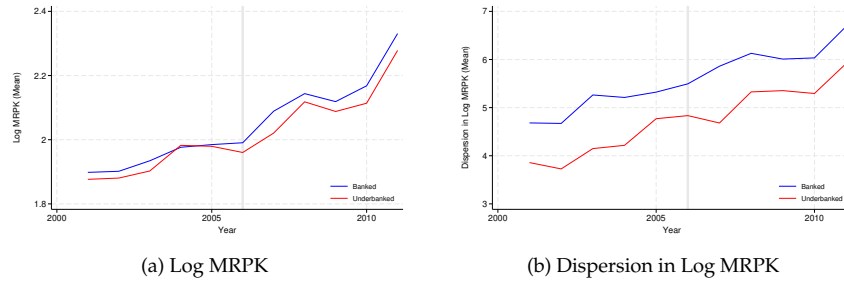 2.4
2.2
2
1.8
Log MRPK (Mean)
2000
2005
2010
Year
Banked
Underbanked
(a) Log MRPK
7
6
5
4
3
Dispersion in Log MRPK (Mean)
2000
2005
2010
Year
Banked
Underbanked
(b) Dispersion in Log MRPK